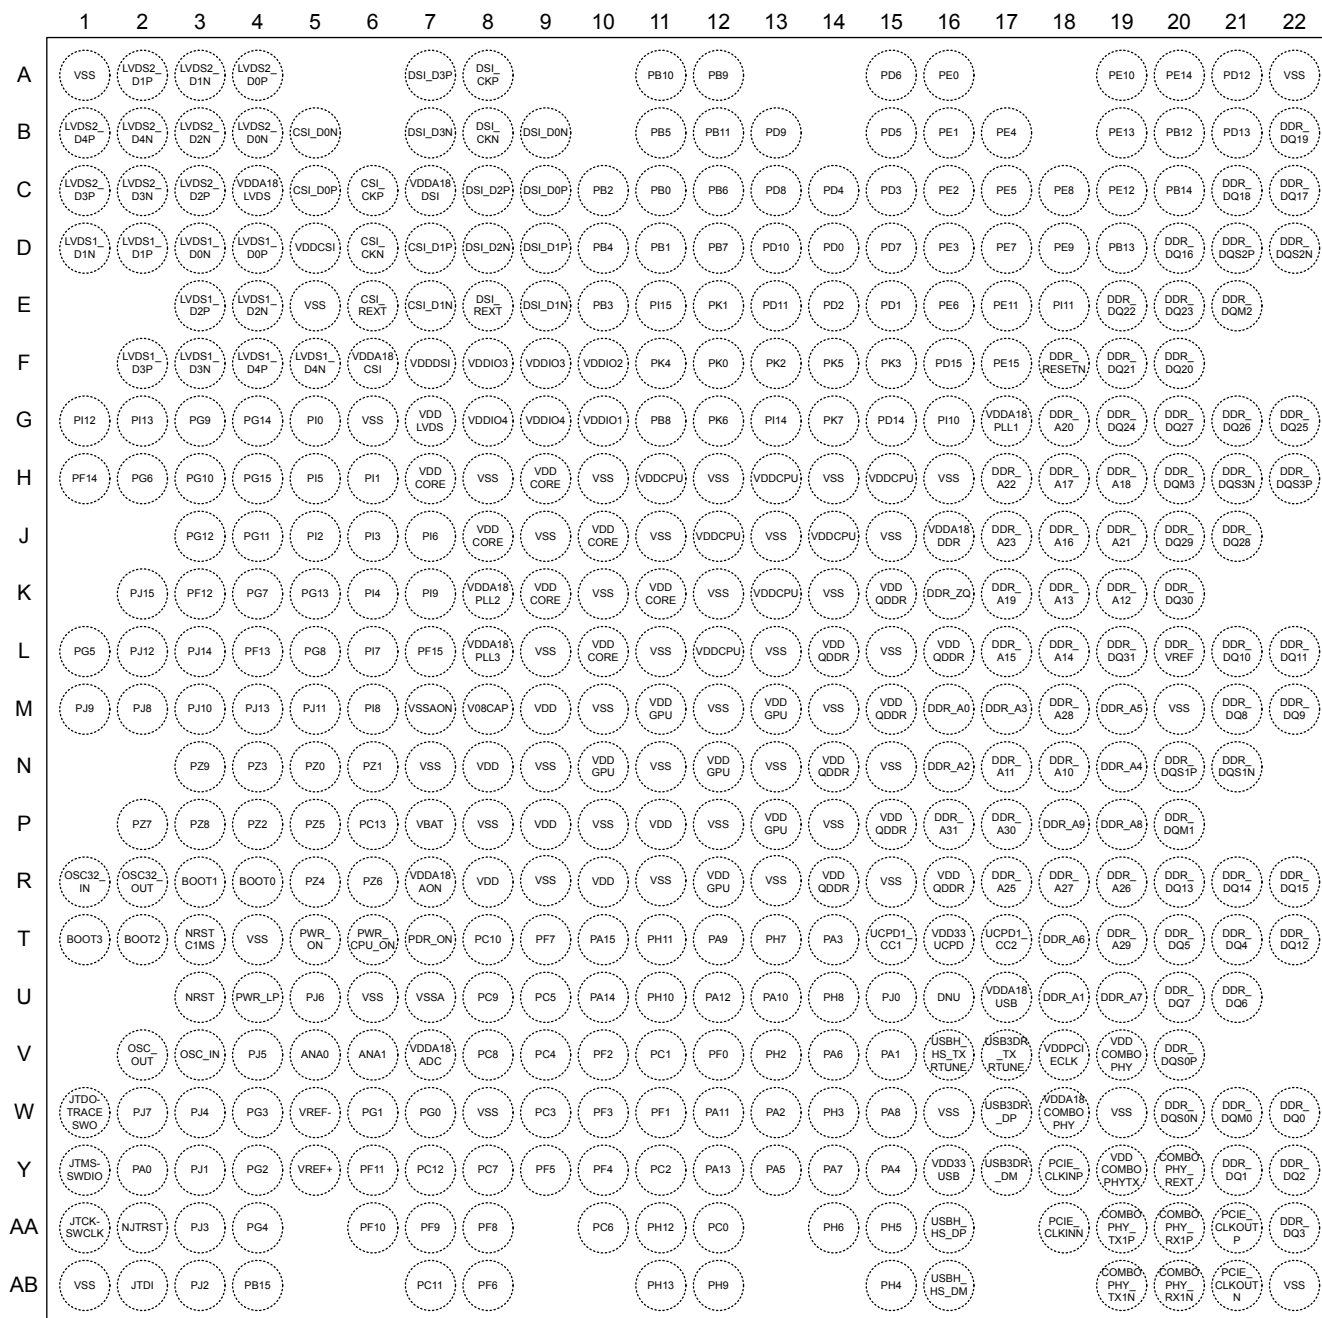 1 2 3 4 5 6 7 8 9 10 11 12 13 14 15 16 17 18 19 20 21 22
A VSS LVDS2_D1P LVDS2_D1N LVDS2_D0P DSI_D3P DSI_CKP PB10 PB9 PD6 PE0 PE10 PE14 PD12 VSS
B LVDS2_D4P LVDS2_D4N LVDS2_D2N LVDS2_D0N CSI_D0N DSI_D3N DSI_CKN DSI_D0N PB5 PB11 PD9 PD5 PE1 PE4 PE13 PB12 PD13 DDR_DQ19
C LVDS2_D3P LVDS2_D3N LVDS2_D2P VDDA18LVDS CSI_D0P CSI_CKP VDDA18DSI DSI_D2P DSI_D0P PB2 PB0 PB6 PD8 PD4 PD3 PE2 PE5 PE8 PE12 PB14 DDR_DQ18 DDR_DQ17
D LVDS1_D1N LVDS1_D1P LVDS1_D0N LVDS1_D0P VDDCSI CSI_CKN CSI_D1P DSI_D2N DSI_D1P PB4 PB1 PB7 PD10 PD0 PD7 PE3 PE7 PE9 PB13 DDR_DQ16 DDR_DQS2P DDR_DQS2N
E LVDS1_D2P LVDS1_D2N VSS CSI_REXT CSI_D1N DSI_REXT DSI_D1N PB3 PI15 PK1 PD11 PD2 PD1 PE6 PE11 PI11 DDR_DQ22 DDR_DQ23 DDR_DQM2
F LVDS1_D3P LVDS1_D3N LVDS1_D4P LVDS1_D4N VDDA18CSI VDDDSI VDDIO3 VDDIO3 VDDIO2 PK4 PK0 PK2 PK5 PK3 PD15 PE15 DDR_RESETN DDR_DQ21 DDR_DQ20
G PI12 PI13 PG9 PG14 PI0 VSS VDDLVDS VDDIO4 VDDIO4 VDDIO1 PB8 PK6 PI14 PK7 PD14 PI10 VDDA18PLL1 DDR_A20 DDR_DQ24 DDR_DQ27 DDR_DQ26 DDR_DQ25
H PF14 PG6 PG10 PG15 PI5 PI1 VDDCORE VSS VDDCORE VSS VDDCPU VSS VDDCPU VSS VDDCPU VSS DDR_A22 DDR_A17 DDR_A18 DDR_DQM3 DDR_DQS3N DDR_DQS3P
J PG12 PG11 PI2 PI3 PI6 VDDCORE VSS VDDCORE VSS VDDCPU VSS VDDCPU VSS VDDA18DDR DDR_A23 DDR_A16 DDR_A21 DDR_DQ29 DDR_DQ28
K PJ15 PF12 PG7 PG13 PI4 PI9 VDDA18PLL2 VDDCORE VSS VDDCORE VSS VDDCPU VSS VDDQDDR DDR_ZQ DDR_A19 DDR_A13 DDR_A12 DDR_DQ30
L PG5 PJ12 PJ14 PF13 PG8 PI7 PF15 VDDA18PLL3 VSS VDDCORE VSS VDDCPU VSS VDDQDDR VSS VDDQDDR DDR_A15 DDR_A14 DDR_DQ31 DDR_VREF DDR_DQ10 DDR_DQ11
M PJ9 PJ8 PJ10 PJ13 PJ11 PI8 VSSAON V08CAP VDD VSS VDDGPU VSS VDDGPU VSS VDDQDDR DDR_A0 DDR_A3 DDR_A28 DDR_A5 VSS DDR_DQ8 DDR_DQ9
N PZ9 PZ3 PZ0 PZ1 VSS VDD VSS VDDGPU VSS VDDGPU VSS VDDQDDR VSS DDR_A2 DDR_A11 DDR_A10 DDR_A4 DDR_DQS1P DDR_DQS1N
P PZ7 PZ8 PZ2 PZ5 PC13 VBAT VSS VDD VSS VDD VSS VDDGPU VSS VDDQDDR DDR_A31 DDR_A30 DDR_A9 DDR_A8 DDR_DQM1
R OSC32_IN OSC32_OUT BOOT1 BOOT0 PZ4 PZ6 VDDA18AON VDD VSS VDD VSS VDDGPU VSS VDDQDDR VSS VDDQDDR DDR_A25 DDR_A27 DDR_A26 DDR_DQ13 DDR_DQ14 DDR_DQ15
T BOOT3 BOOT2 NRSTC1MS VSS PWR_ON PWR_CPU_ON PDR_ON PC10 PF7 PA15 PH11 PA9 PH7 PA3 UCPD1_CC1 VDD33UCPD UCPD1_CC2 DDR_A6 DDR_A29 DDR_DQ5 DDR_DQ4 DDR_DQ12
U NRST PWR_LP PJ6 VSS VSSA PC9 PC5 PA14 PH10 PA12 PA10 PH8 PJ0 DNU VDDA18USB DDR_A1 DDR_A7 DDR_DQ7 DDR_DQ6
V OSC_OUT OSC_IN PJ5 ANA0 ANA1 VDDA18ADC PC8 PC4 PF2 PC1 PF0 PH2 PA6 PA1 USBH_HS_TXRTUNE USB3DR_TXRTUNE VDDPCIECLK VDDCOMBOPHY DDR_DQS0P
W JTDO-TRACESWO PJ7 PJ4 PG3 VREF- PG1 PG0 VSS PC3 PF3 PF1 PA11 PA2 PH3 PA8 VSS USB3DR_DP VDDA18COMBOPHY VSS DDR_DQS0N DDR_DQM0 DDR_DQ0
Y JTMS-SWDIO PA0 PJ1 PG2 VREF+ PF11 PC12 PC7 PF5 PF4 PC2 PA13 PA5 PA7 PA4 VDD33USB USB3DR_DM PCIE_CLKINP VDDCOMBOPHYTX COMBOPHY_REXT DDR_DQ1 DDR_DQ2
AA JTCK-SWCLK NJTRST PJ3 PG4 PF10 PF9 PF8 PC6 PH12 PC0 PH6 PH5 USBH_HS_DP PCIE_CLKINN COMBOPHY_TX1P COMBOPHY_RX1P PCIE_CLKOUTP DDR_DQ3
AB VSS JTDI PJ2 PB15 PC11 PF6 PH13 PH9 PH4 USBH_HS_DM COMBOPHY_TX1N COMBOPHY_RX1N PCIE_CLKOUTN VSS